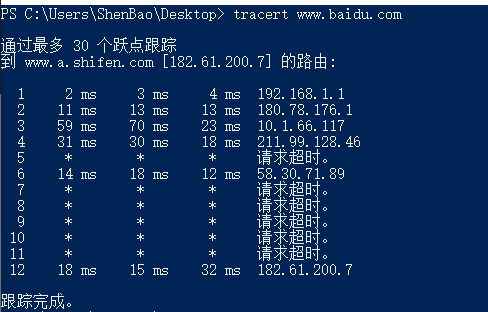 PS C:\Users\ShenBao\Desktop> tracert www.baidu.com
通过最多 30 个跃点跟踪
到 www.a.shifen.com [182.61.200.7] 的路由:
1 2 ms 3 ms 4 ms 192.168.1.1
2 11 ms 13 ms 13 ms 180.78.176.1
3 59 ms 70 ms 23 ms 10.1.66.117
4 31 ms 30 ms 18 ms 211.99.128.46
5 * * * 请求超时。
6 14 ms 18 ms 12 ms 58.30.71.89
7 * * * 请求超时。
8 * * * 请求超时。
9 * * * 请求超时。
10 * * * 请求超时。
11 * * * 请求超时。
12 18 ms 15 ms 32 ms 182.61.200.7
跟踪完成。